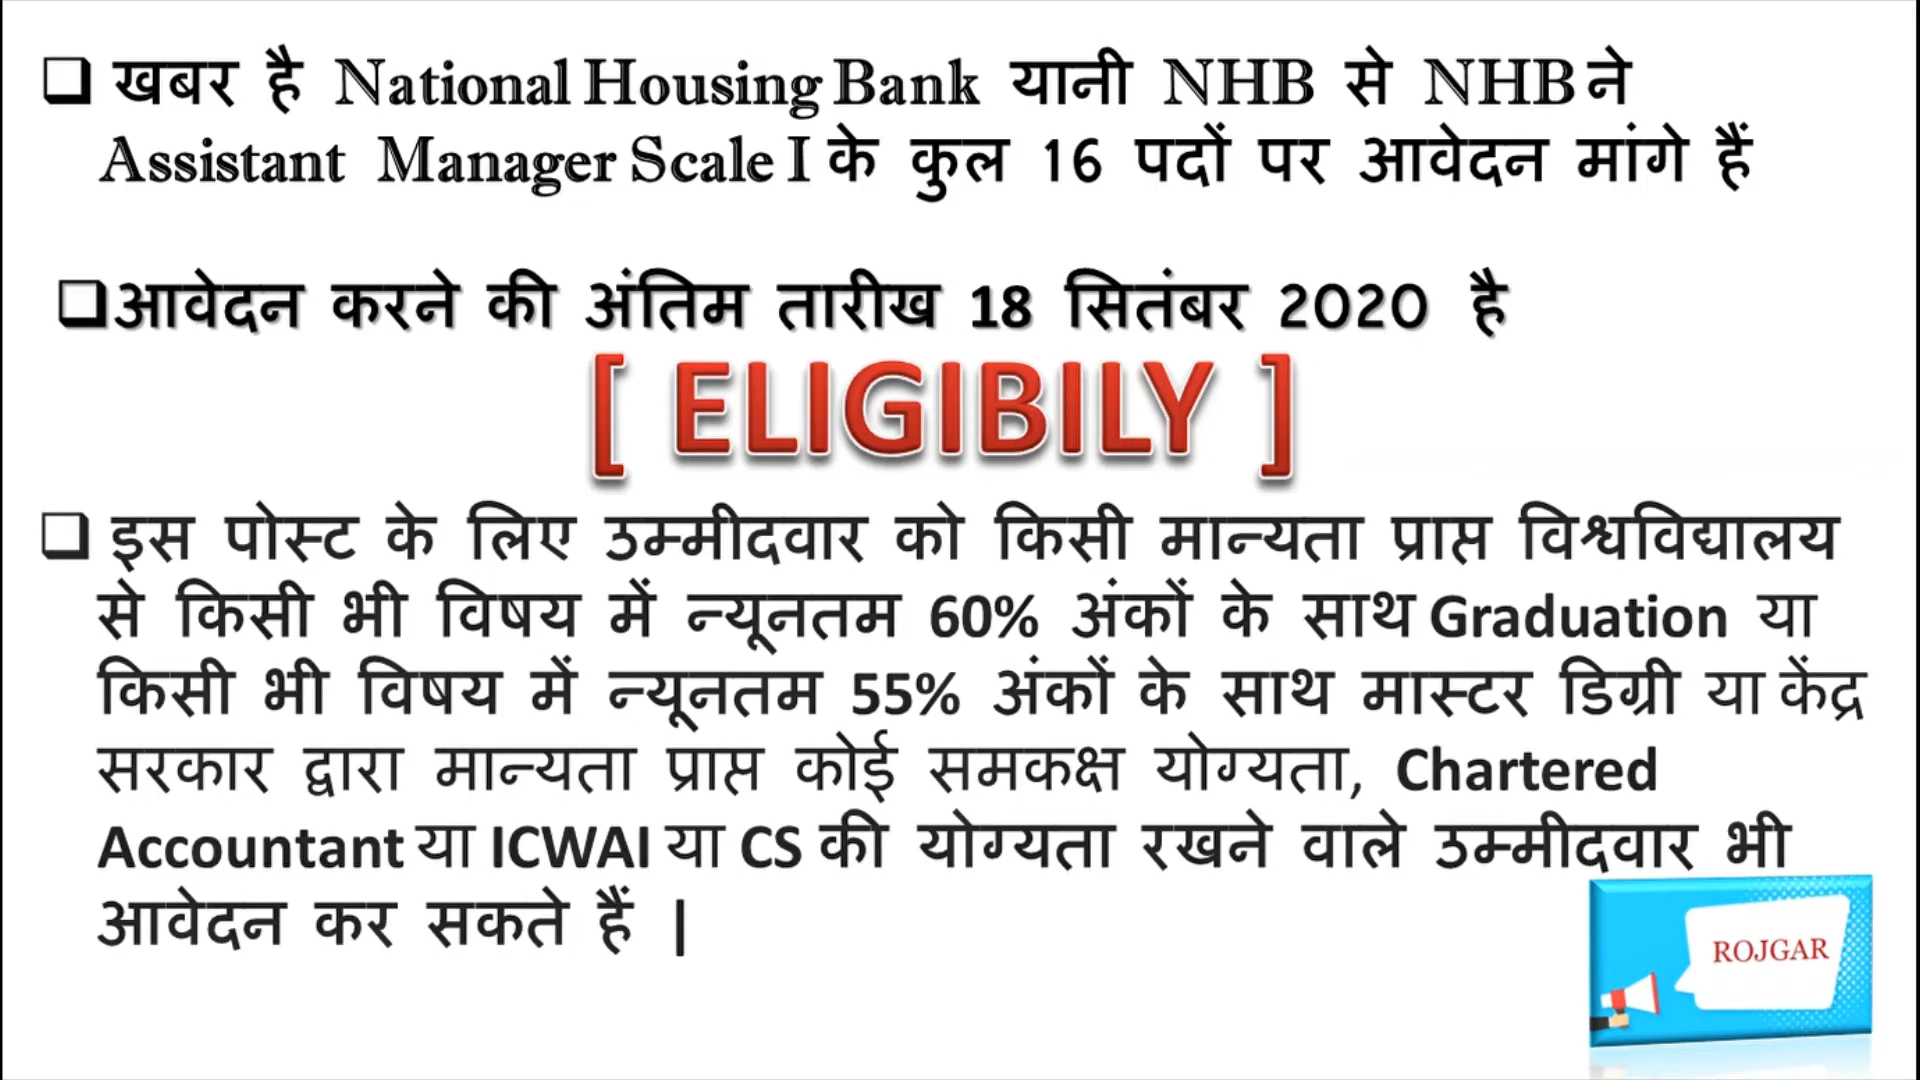 ❑ खबर है National Housing Bank यानी NHB से NHB ने
Assistant Manager Scale I के कुल 16 पदों पर आवेदन मांगे हैं
❑आवेदन करने की अंतिम तारीख 18 सितंबर 2020 है
[ ELIGIBILY ]
❑ इस पोस्ट के लिए उम्मीदवार को किसी मान्यता प्राप्त विश्वविद्यालय
से किसी भी विषय में न्यूनतम 60% अंकों के साथ Graduation या
किसी भी विषय में न्यूनतम 55% अंकों के साथ मास्टर डिग्री या केंद्र
सरकार द्वारा मान्यता प्राप्त कोई समकक्ष योग्यता, Chartered
Accountant या ICWAI या CS की योग्यता रखने वाले उम्मीदवार भी
आवेदन कर सकते हैं |
ROJGAR